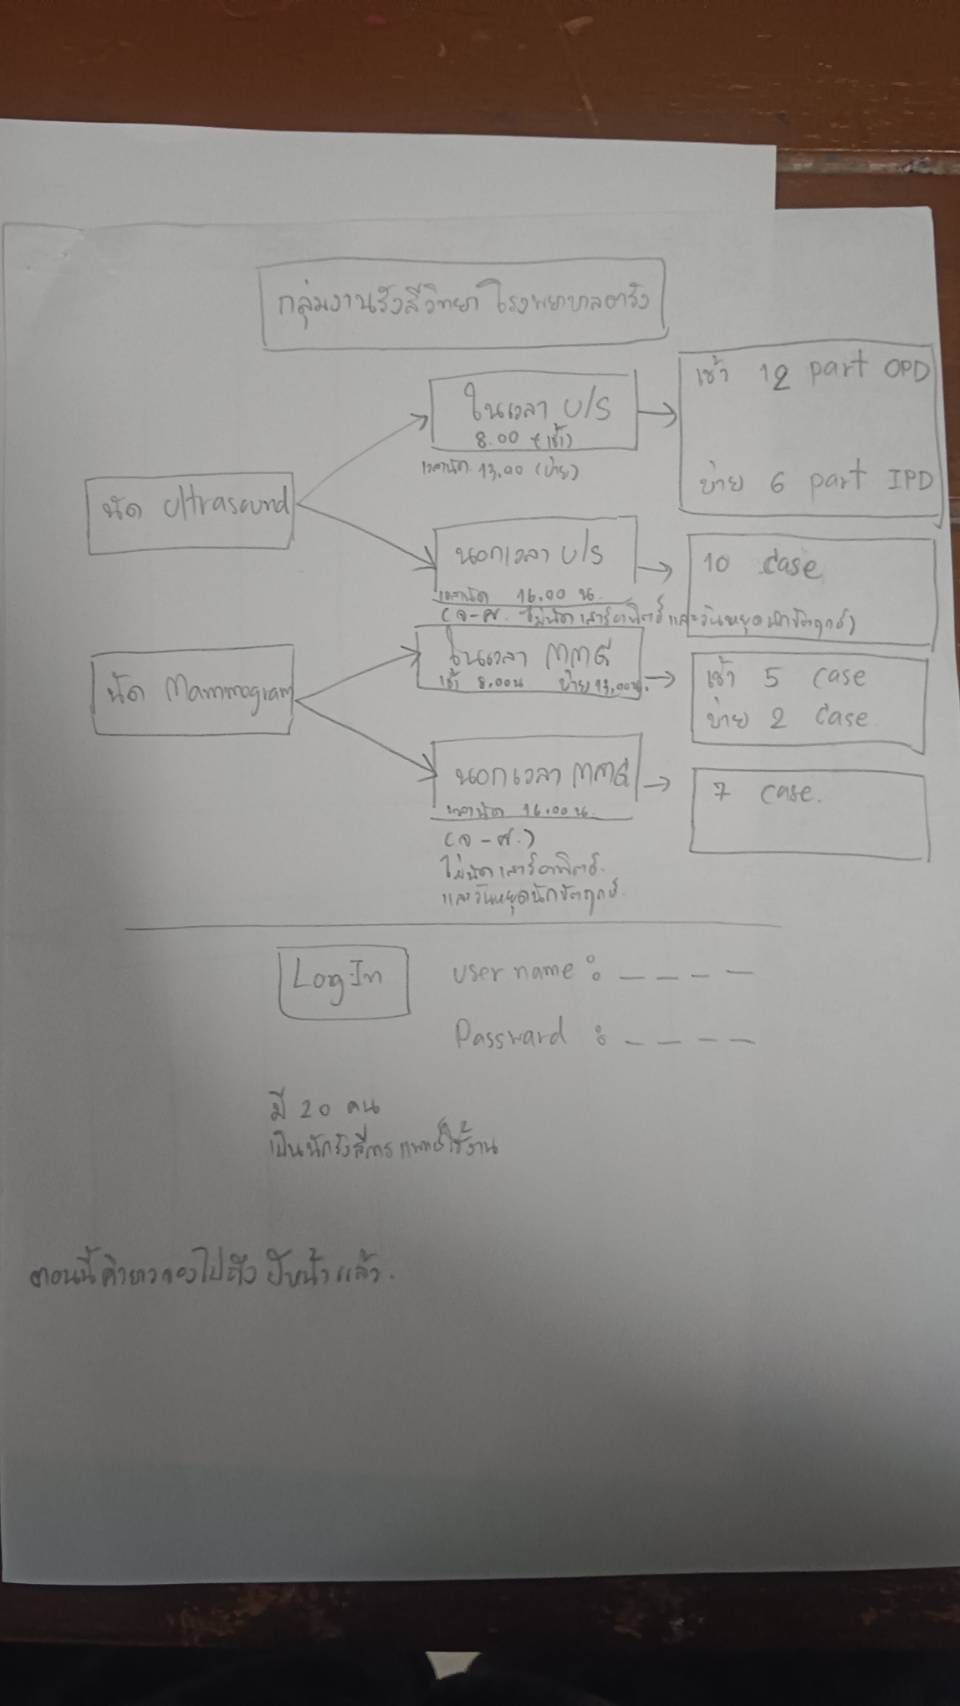 กลุ่มงานรังสีวิทยา โรงพยาบาลตรัง
นัด Ultrasound
ในเวลา U/S
8.00 (เช้า)
เวลานัด 13.00 (บ่าย)
เช้า 12 part OPD
บ่าย 6 part IPD
นอกเวลา U/S
เวลานัด 16.00 น.
(จ-ศ. ไม่นัดเสาร์อาทิตย์ และวันหยุดนักขัตฤกษ์)
10 case
นัด Mammogram
ในเวลา MMG
เช้า 8.00น บ่าย 13.00น.
เช้า 5 case
บ่าย 2 case
นอกเวลา MMG
เวลานัด 16.00 น.
(จ-ศ.)
ไม่นัดเสาร์อาทิตย์
และวันหยุดนักขัตฤกษ์
7 case.
Log In
username : _ _ _ _
Password : _ _ _ _
มี 20 คน
เป็นนักรังสีการแพทย์ใช้งาน
ตอนนี้คิวยาวจองไปถึง ปีหน้าแล้ว.